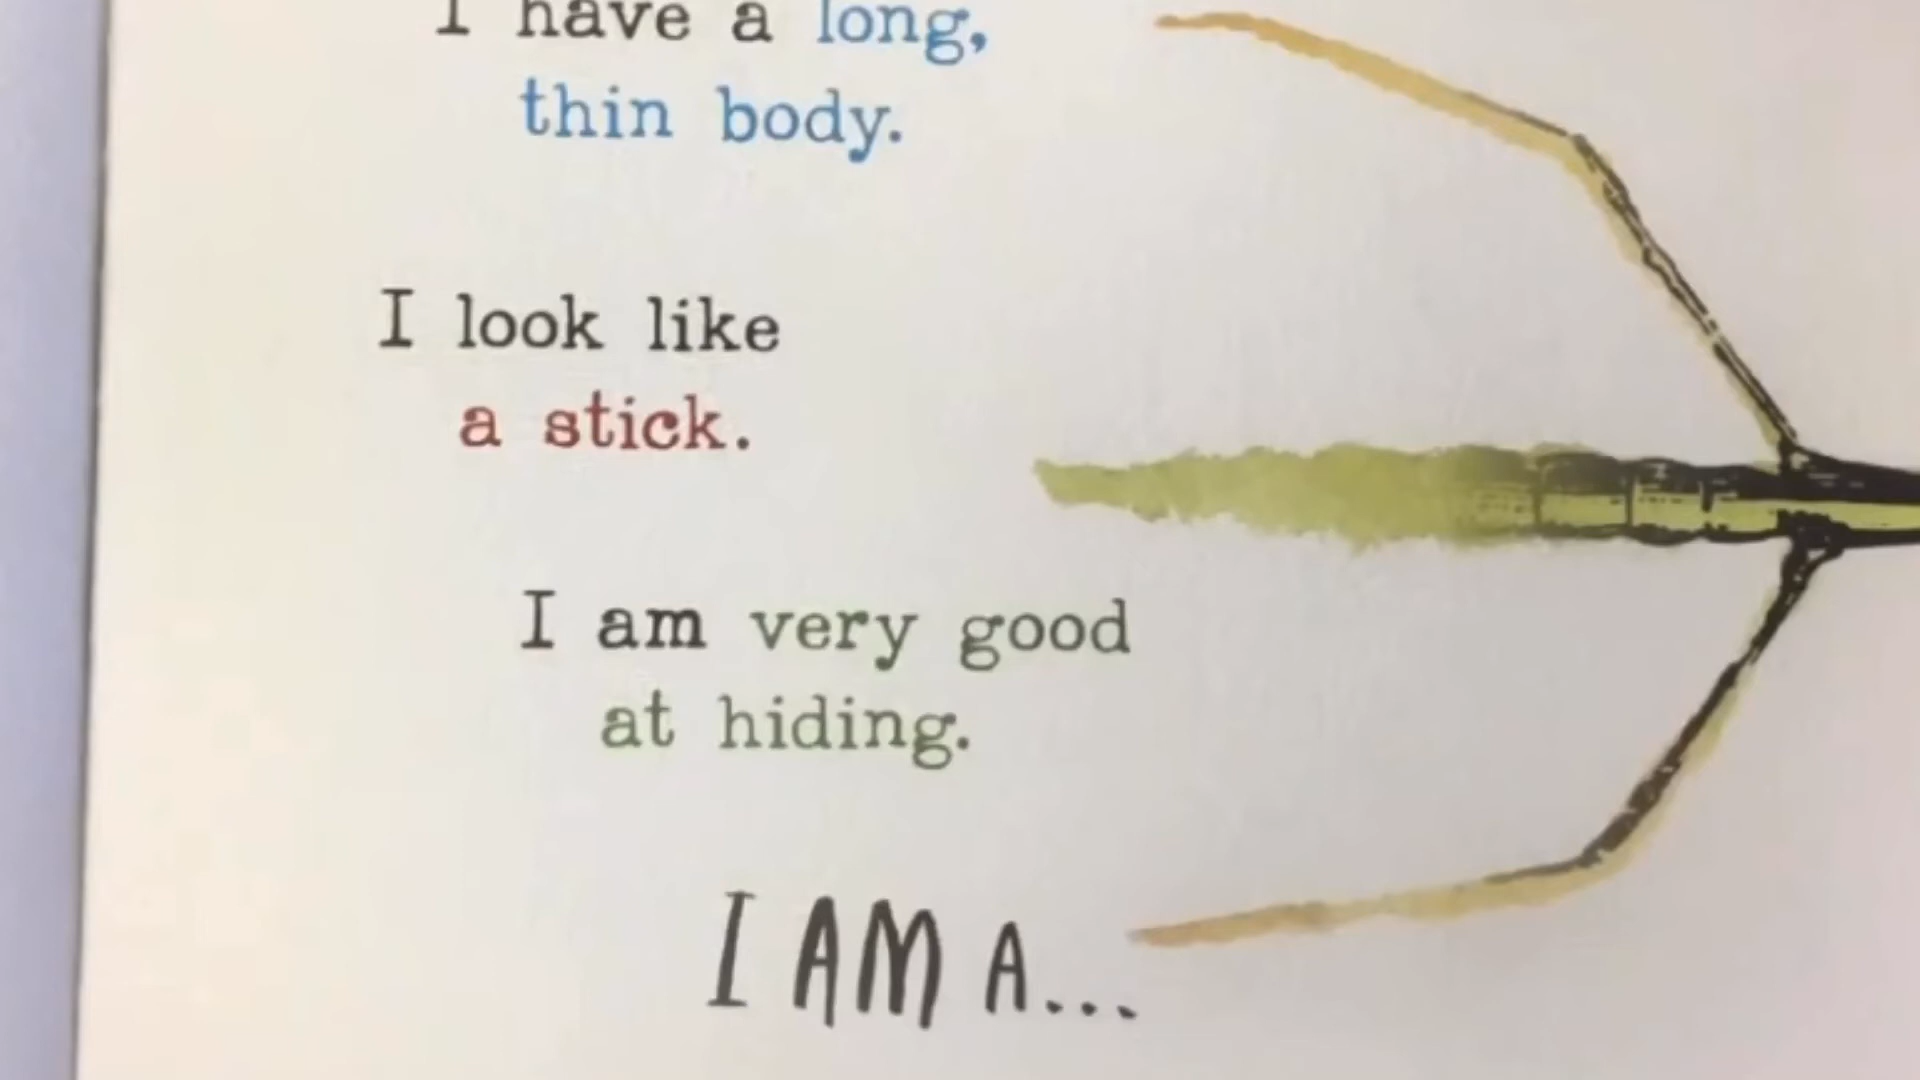 I have a long,
thin body.
I look like
a stick.
I am very good
at hiding.
I AM A...